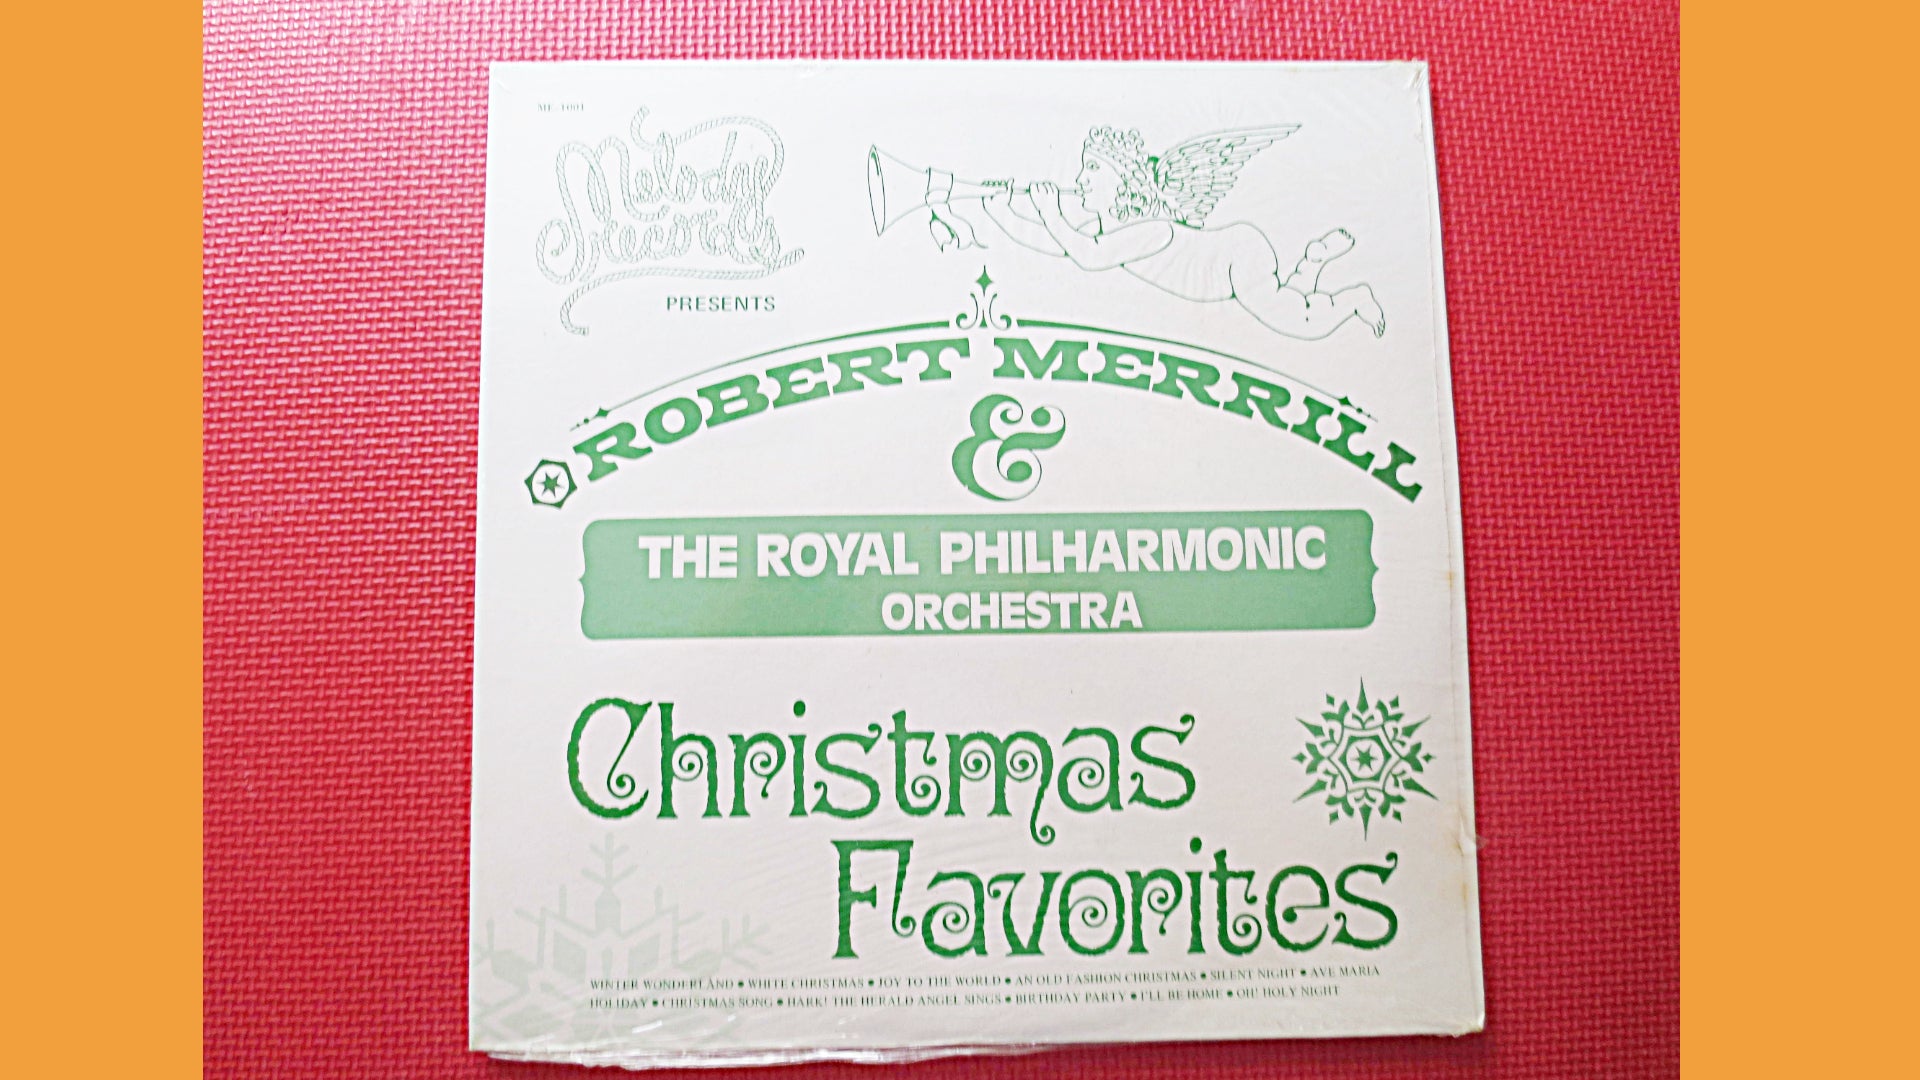 ME-1001
Melody
Records
PRESENTS
ROBERT MERRILL
&
THE ROYAL PHILHARMONIC
ORCHESTRA
Christmas
Favorites
WINTER WONDERLAND • WHITE CHRISTMAS • JOY TO THE WORLD • AN OLD FASHION CHRISTMAS • SILENT NIGHT • AVE MARIA
HOLIDAY • CHRISTMAS SONG • HARK! THE HERALD ANGEL SINGS • BIRTHDAY PARTY • I'LL BE HOME • OH! HOLY NIGHT